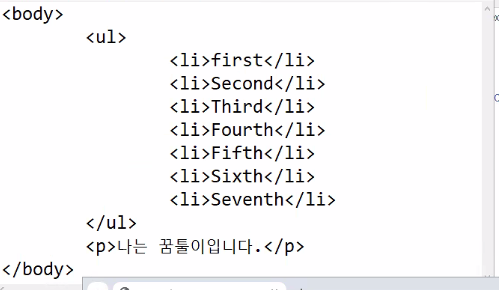 <body>
<ul>
<li>first</li>
<li>Second</li>
<li>Third</li>
<li>Fourth</li>
<li>Fifth</li>
<li>Sixth</li>
<li>Seventh</li>
</ul>
<p>나는 꿈틀이입니다.</p>
</body>